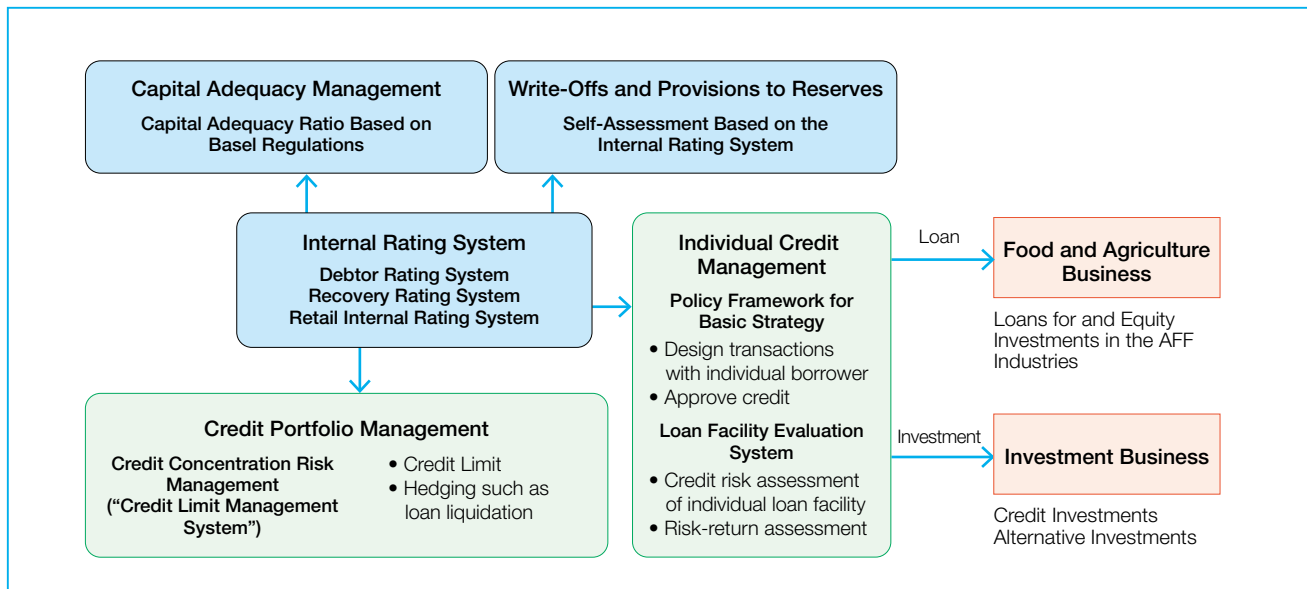 Capital Adequacy Management
Capital Adequacy Ratio Based on
Basel Regulations
Write-Offs and Provisions to Reserves
Self-Assessment Based on the
Internal Rating System
Internal Rating System
Debtor Rating System
Recovery Rating System
Retail Internal Rating System
Credit Portfolio Management
Credit Concentration Risk
Management
(“Credit Limit Management
System”)
• Credit Limit
• Hedging such as
loan liquidation
Individual Credit
Management
Policy Framework for
Basic Strategy
• Design transactions
with individual borrower
• Approve credit
Loan Facility Evaluation
System
• Credit risk assessment
of individual loan facility
• Risk-return assessment
Loan
Food and Agriculture
Business
Loans for and Equity
Investments in the AFF
Industries
Investment
Investment Business
Credit Investments
Alternative Investments